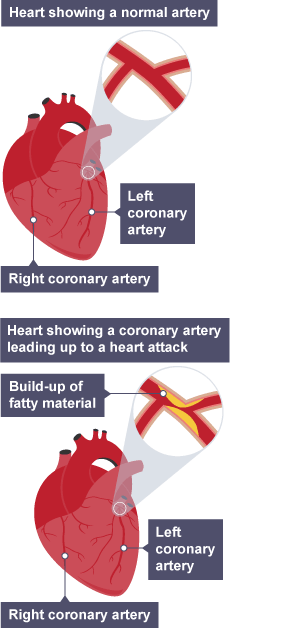 Heart showing a normal artery
Left
coronary
artery
Right coronary artery
Heart showing a coronary artery
leading up to a heart attack
Build-up of
fatty material
Left
coronary
artery
Right coronary artery